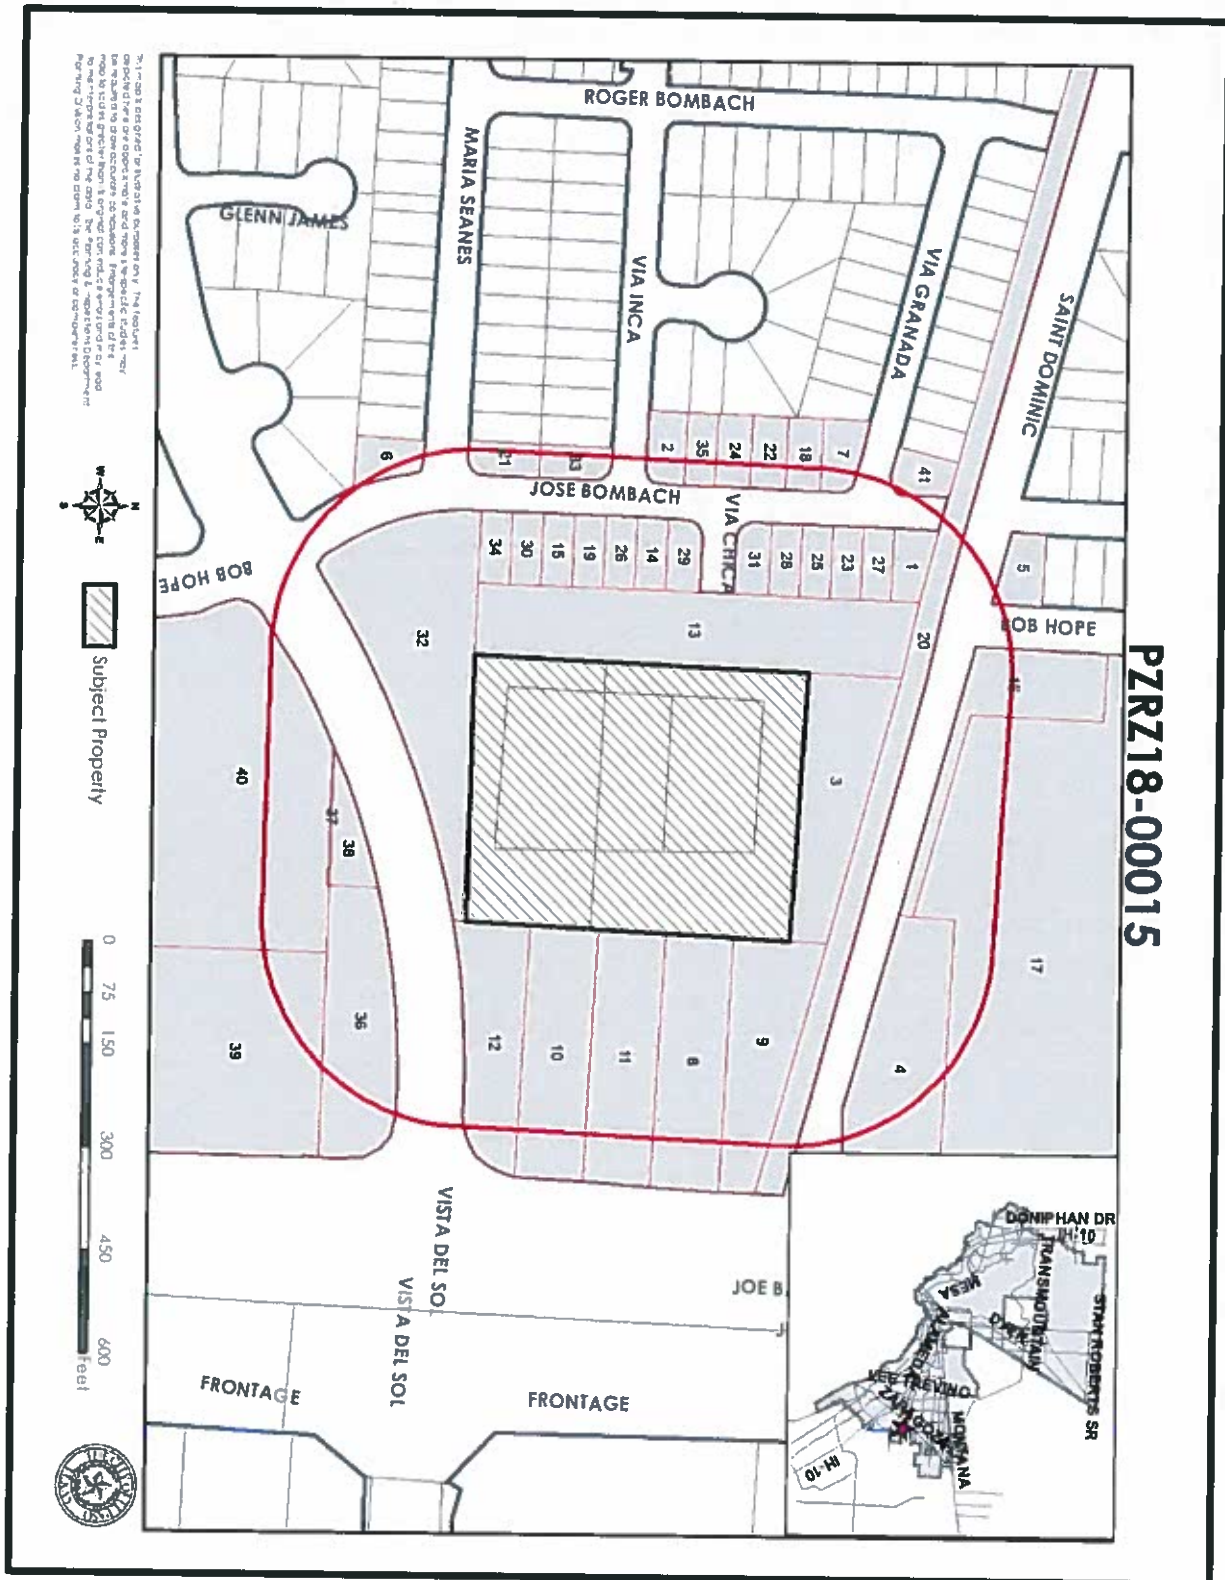 PZRZ18-00015
ROGER BOMBACH
MARIA SEANES
GLENN JAMES
VIA INCA
VIA GRANADA
SAINT DOMINIC
JOSE BOMBACH
VIA CHICA
BOB HOPE
BOB HOPE
6
21
33
2
35
24
22
18
7
41
34
30
15
19
26
14
29
31
28
25
23
27
1
5
20
13
32
3
16
17
4
9
8
11
10
12
40
37
38
36
39
VISTA DEL SOL
VISTA DEL SOL
JOE B
FRONTAGE
FRONTAGE
DONIPHAN DR
IH-10
TRANSMOUNTAIN
STAN ROBERTS SR
MESA
DYER
ALAMEDA
LEE TREVINO
ZARAGOZA
MONTANA
IH-10
N
E
S
W
Subject Property
0 75 150 300 450 600
Feet